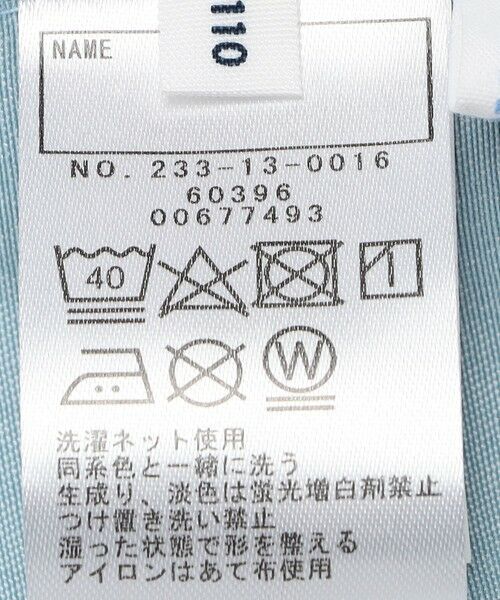 110
NAME
NO. 233-13-0016
60396
00677493
40
W
洗濯ネット使用
同系色と一緒に洗う
生成り、淡色は蛍光増白剤禁止
つけ置き洗い禁止
湿った状態で形を整える
アイロンはあて布使用